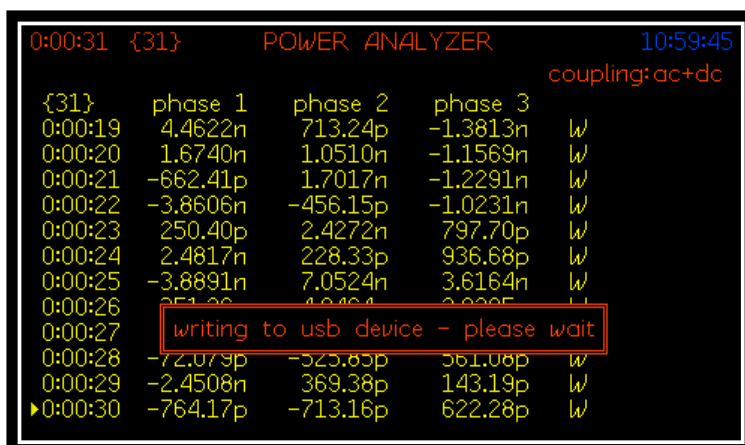 0:00:31 {31} POWER ANALYZER 10:59:45
coupling:ac+dc
{31} phase 1 phase 2 phase 3
0:00:19 4.4622n 713.24p -1.3813n W
0:00:20 1.6740n 1.0510n -1.1569n W
0:00:21 -662.41p 1.7017n -1.2291n W
0:00:22 -3.8606n -456.15p -1.0231n W
0:00:23 250.40p 2.4272n 797.70p W
0:00:24 2.4817n 228.33p 936.68p W
0:00:25 -3.8891n 7.0524n 3.6164n W
0:00:26
0:00:27
writing to usb device - please wait
0:00:28 -72.079p -525.85p 561.08p W
0:00:29 -2.4508n 369.38p 143.19p W
0:00:30 -764.17p -713.16p 622.28p W